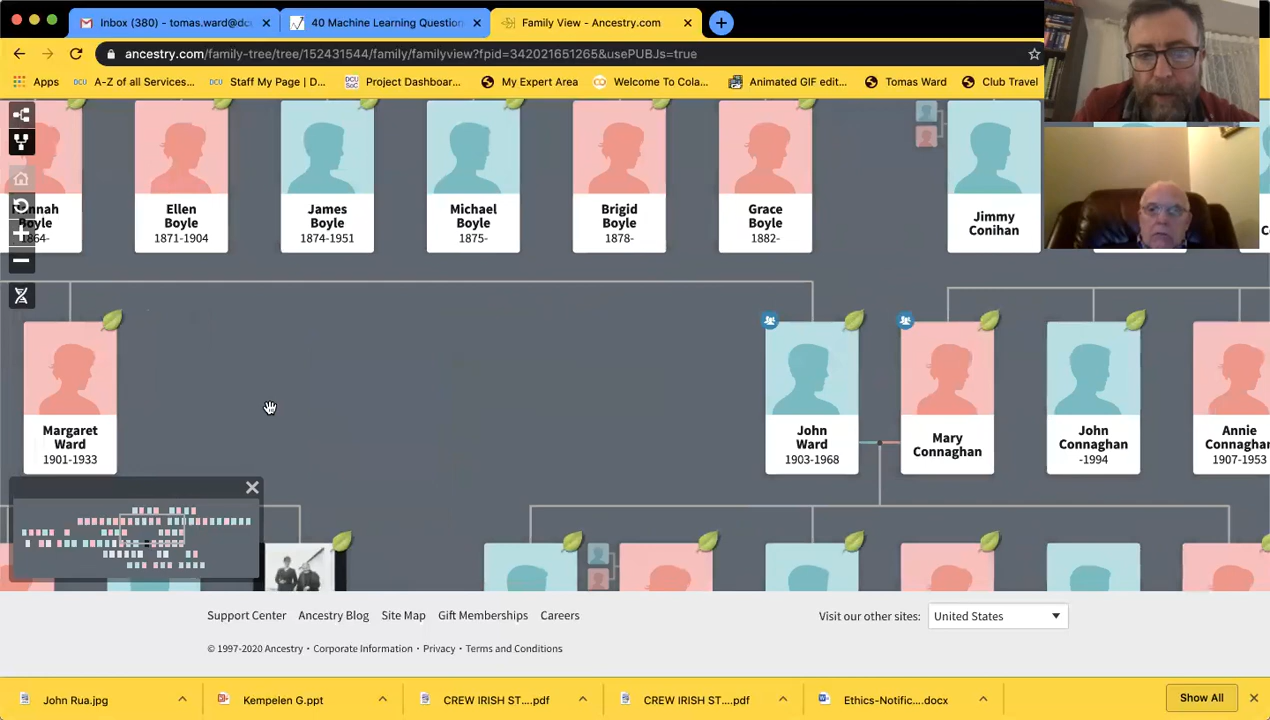 Inbox (380) - tomas.ward@dc
40 Machine Learning Question
Family View - Ancestry.com
ancestry.com/family-tree/tree/152431544/family/familyview?fpid=342021651265&usePUBJs=true
Apps
DCU A-Z of all Services...
DCU Staff My Page | D...
Project Dashboar...
My Expert Area
Welcome To Cola...
Animated GIF edit...
Tomas Ward
Club Travel
Boyle
1864-
Ellen
Boyle
1871-1904
James
Boyle
1874-1951
Michael
Boyle
1875-
Brigid
Boyle
1878-
Grace
Boyle
1882-
Jimmy
Conihan
Margaret
Ward
1901-1933
John
Ward
1903-1968
Mary
Connaghan
John
Connaghan
-1994
Annie
Connagha
1907-1953
Support Center
Ancestry Blog
Site Map
Gift Memberships
Careers
Visit our other sites:
United States
© 1997-2020 Ancestry • Corporate Information • Privacy • Terms and Conditions
John Rua.jpg
Kempelen G.ppt
CREW IRISH ST....pdf
CREW IRISH ST....pdf
Ethics-Notific....docx
Show All